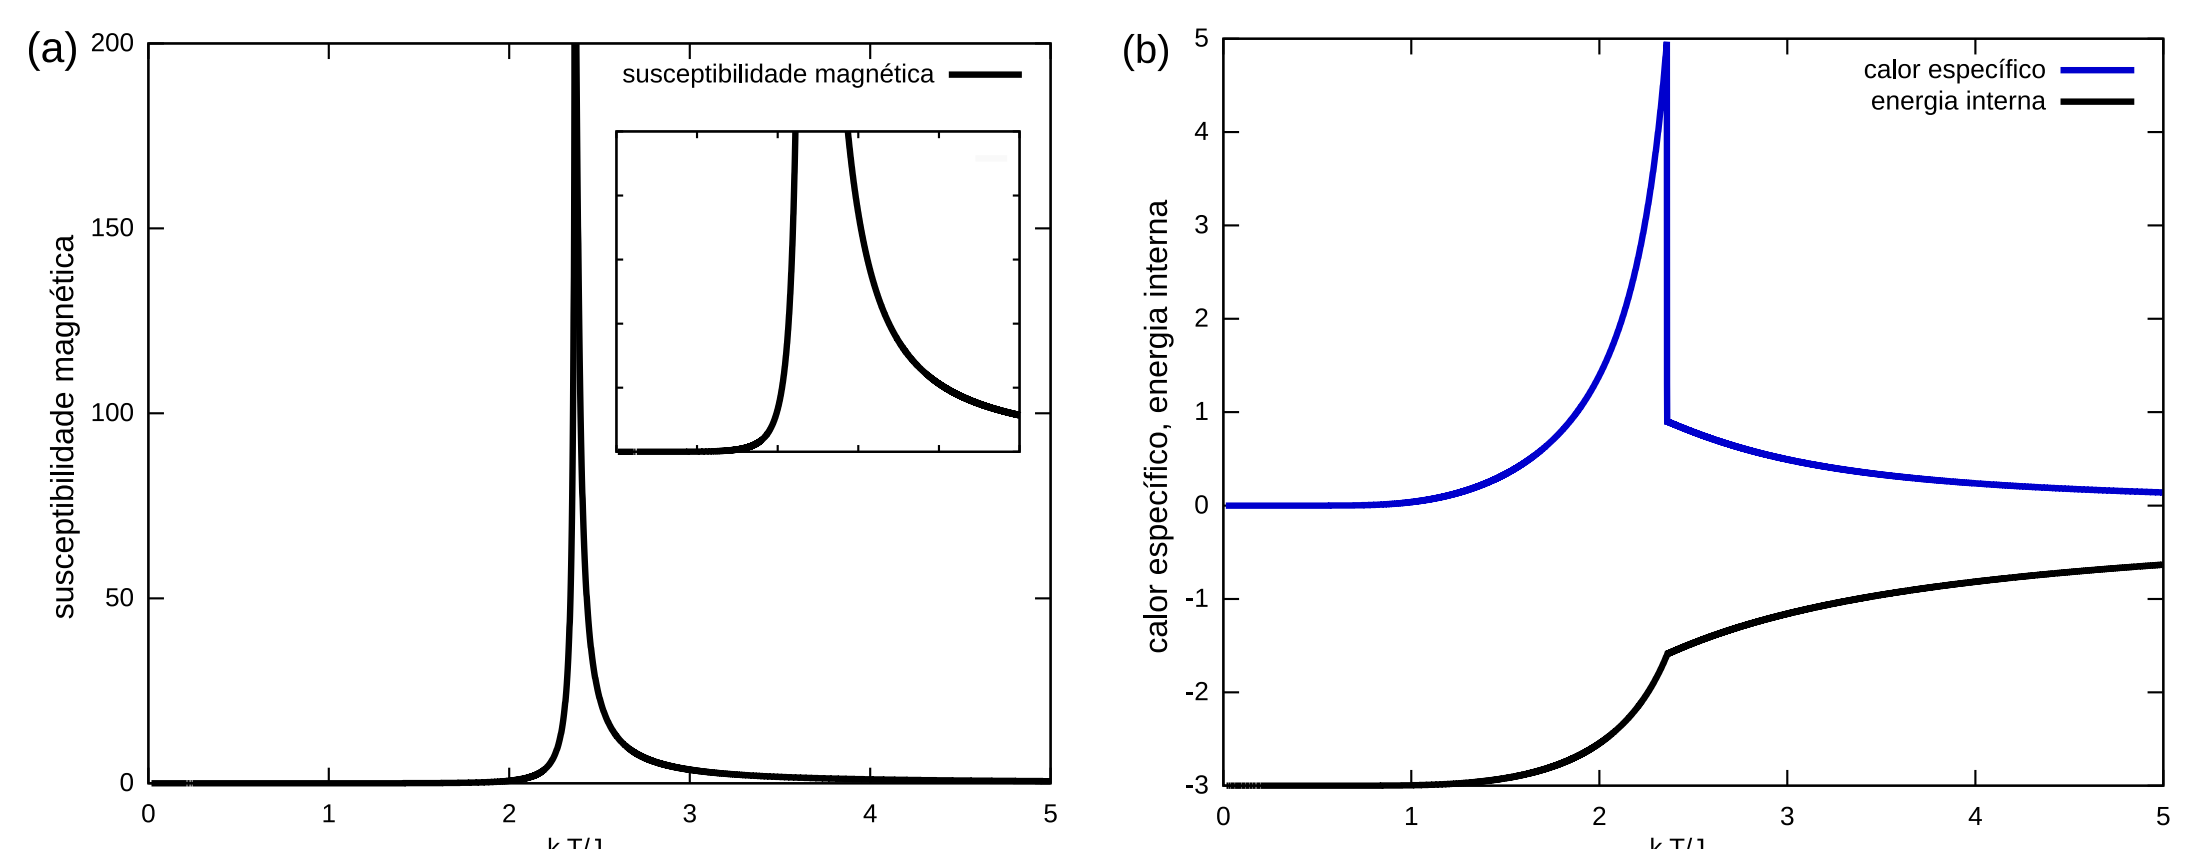 (a)
susceptibilidade magnética
200
150
100
50
0
susceptibilidade magnética
0 1 2 3 4 5
(b)
calor específico, energia interna
5
4
3
2
1
0
-1
-2
-3
calor específico
energia interna
0 1 2 3 4 5